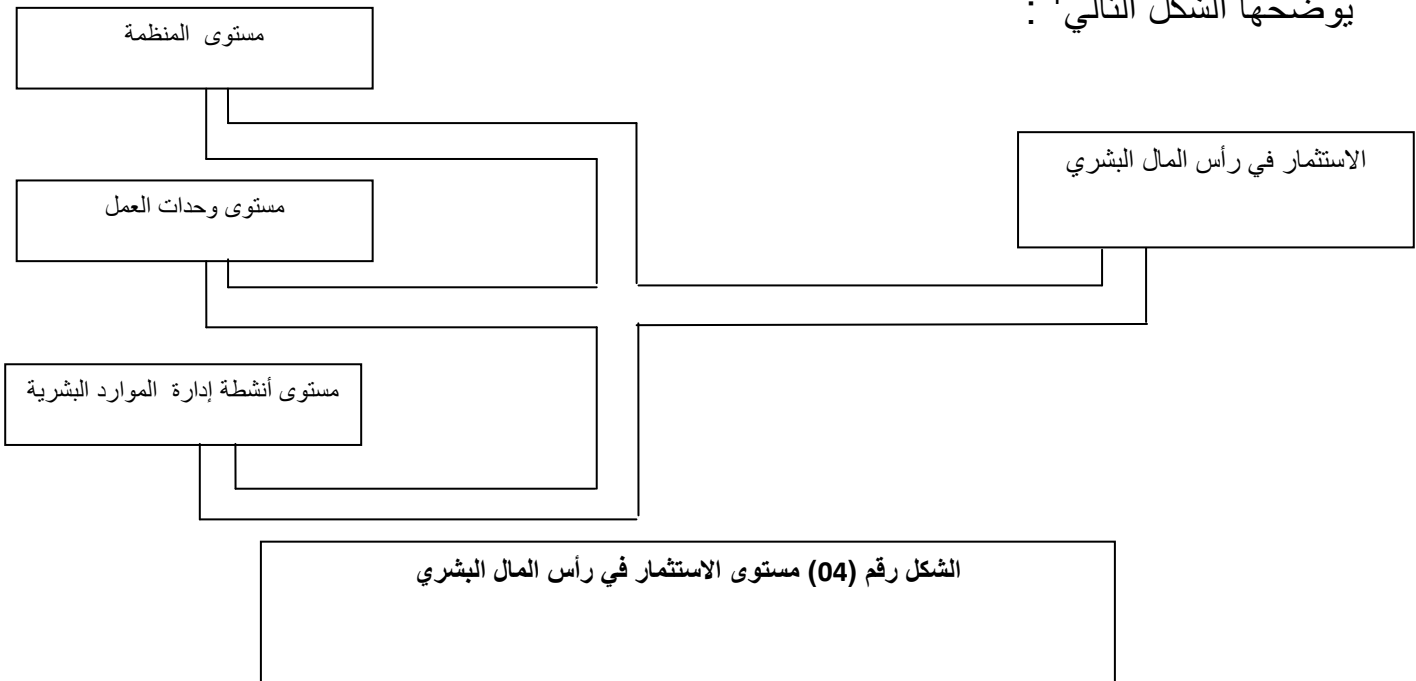 يوضحها الشكل التالي1 :
مستوى المنظمة
الاستثمار في رأس المال البشري
مستوى وحدات العمل
مستوى أنشطة إدارة الموارد البشرية
الشكل رقم (04) مستوى الاستثمار في رأس المال البشري